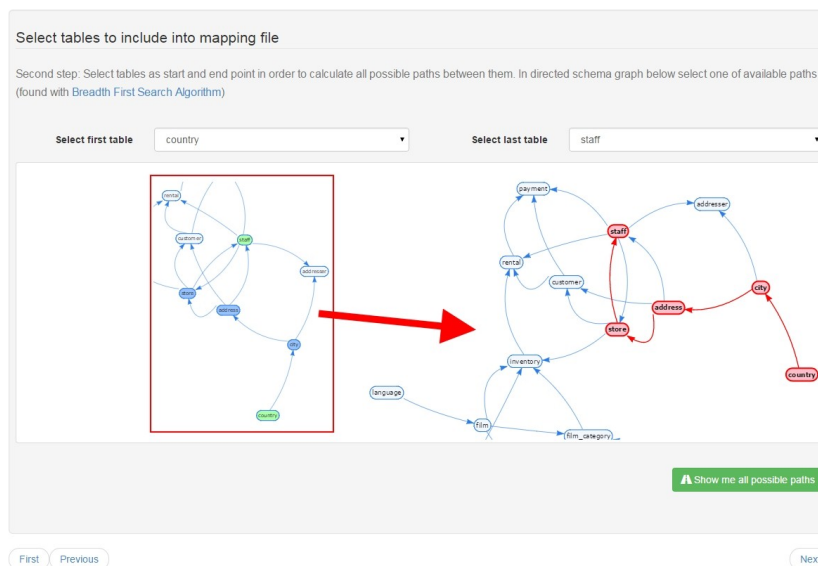 Select tables to include into mapping file
Second step: Select tables as start and end point in order to calculate all possible paths between them. In directed schema graph below select one of available paths
(found with Breadth First Search Algorithm)
Select first table
country
Select last table
staff
rental
customer
staff
addresser
store
address
city
country
payment
addresser
staff
rental
customer
city
address
store
country
inventory
language
film
film_category
Show me all possible paths
First
Previous
Nex